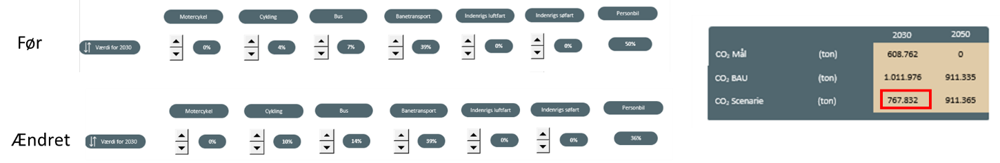 Motercykel Cykling Bus Banetransport Indenrigs luftfart Indenrigs søfart Personbil
Før Værdi for 2030 0% 4% 7% 39% 0% 0% 50%
Motercykel Cykling Bus Banetransport Indenrigs luftfart Indenrigs søfart Personbil
Ændret Værdi for 2030 0% 10% 14% 39% 0% 0% 36%
2030 2050
CO₂ Mål (ton) 608.762 0
CO₂ BAU (ton) 1.011.976 911.335
CO₂ Scenarie (ton) 767.832 911.365